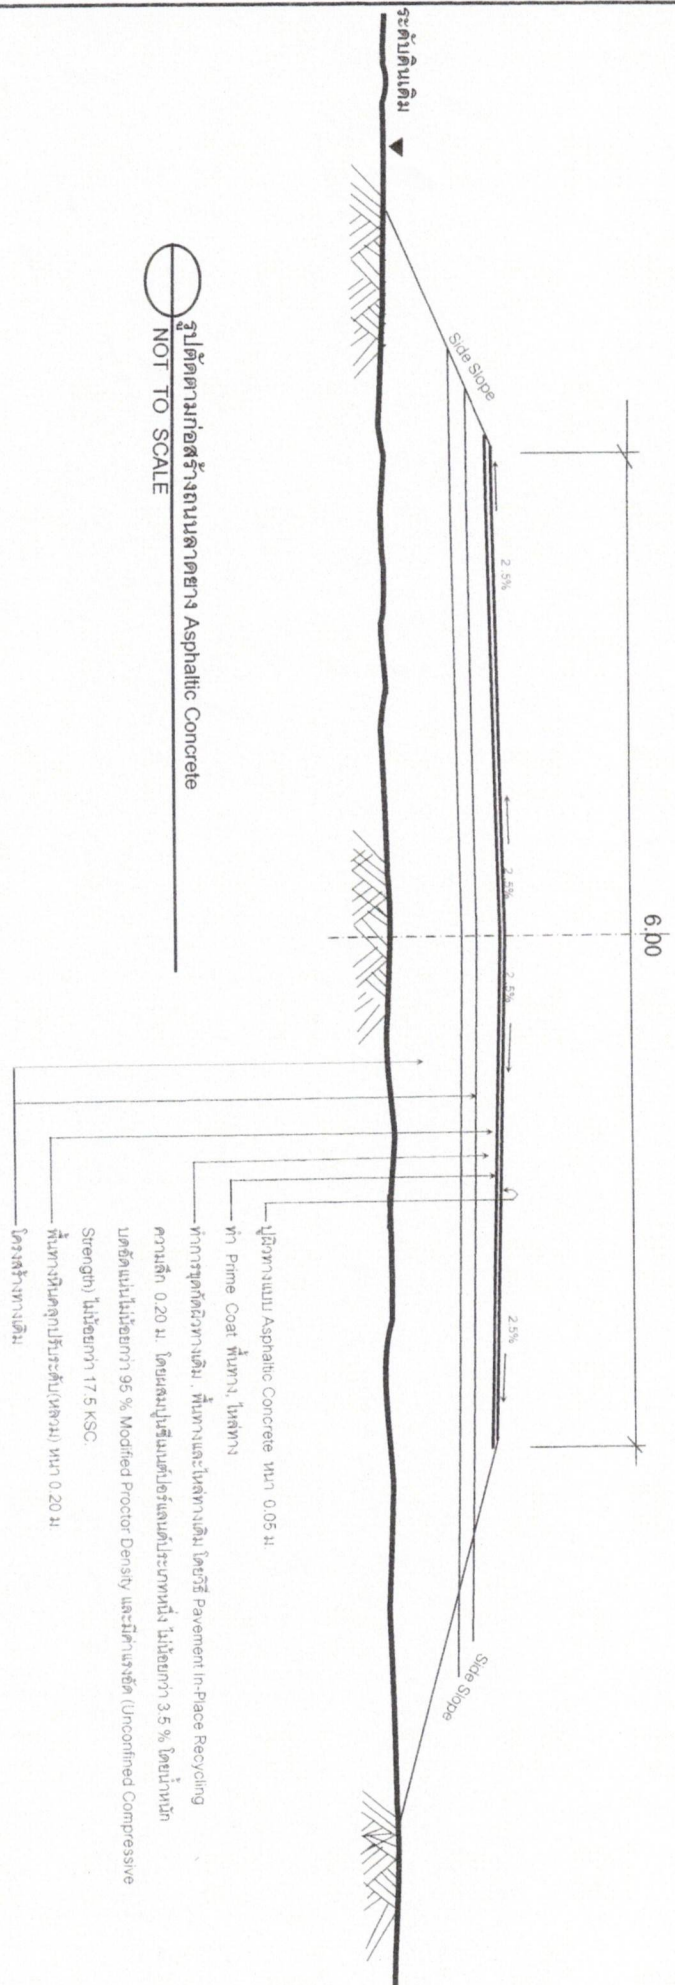 6.00
ระดับดินเดิม
Side Slope
2.5%
2.5%
2.5%
2.5%
Side Slope
ปูผิวทางแบบ Asphaltic Concrete หนา 0.05 ม.
ทำ Prime Coat พื้นทาง, ไหล่ทาง
ทำการขุดกัดผิวทางเดิม , พื้นทางและไหล่ทางเดิม โดยวิธี Pavement In-Place Recycling
ความลึก 0.20 ม. โดยผสมปูนซีเมนต์ปอร์แลนด์ประเภทหนึ่ง ไม่น้อยกว่า 3.5 % โดยน้ำหนัก
บดอัดแน่นไม่น้อยกว่า 95 % Modified Proctor Density และมีค่าแรงอัด (Unconfined Compressive
Strength) ไม่น้อยกว่า 17.5 KSC.
พื้นทางหินคลุกปรับระดับ(หลวม) หนา 0.20 ม.
โครงสร้างทางเดิม
รูปตัดตามก่อสร้างถนนลาดยาง Asphaltic Concrete
NOT TO SCALE